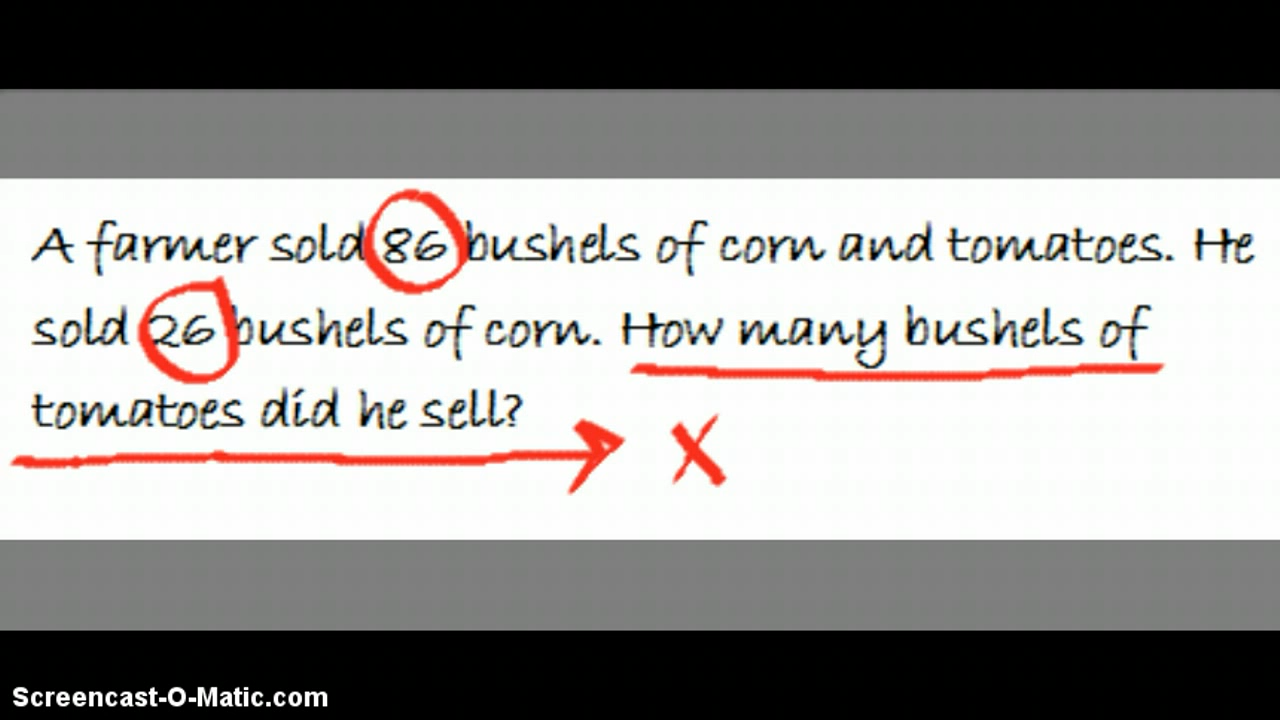 A farmer sold 86 bushels of corn and tomatoes. He
sold 26 bushels of corn. How many bushels of
tomatoes did he sell?
X
Screencast-O-Matic.com